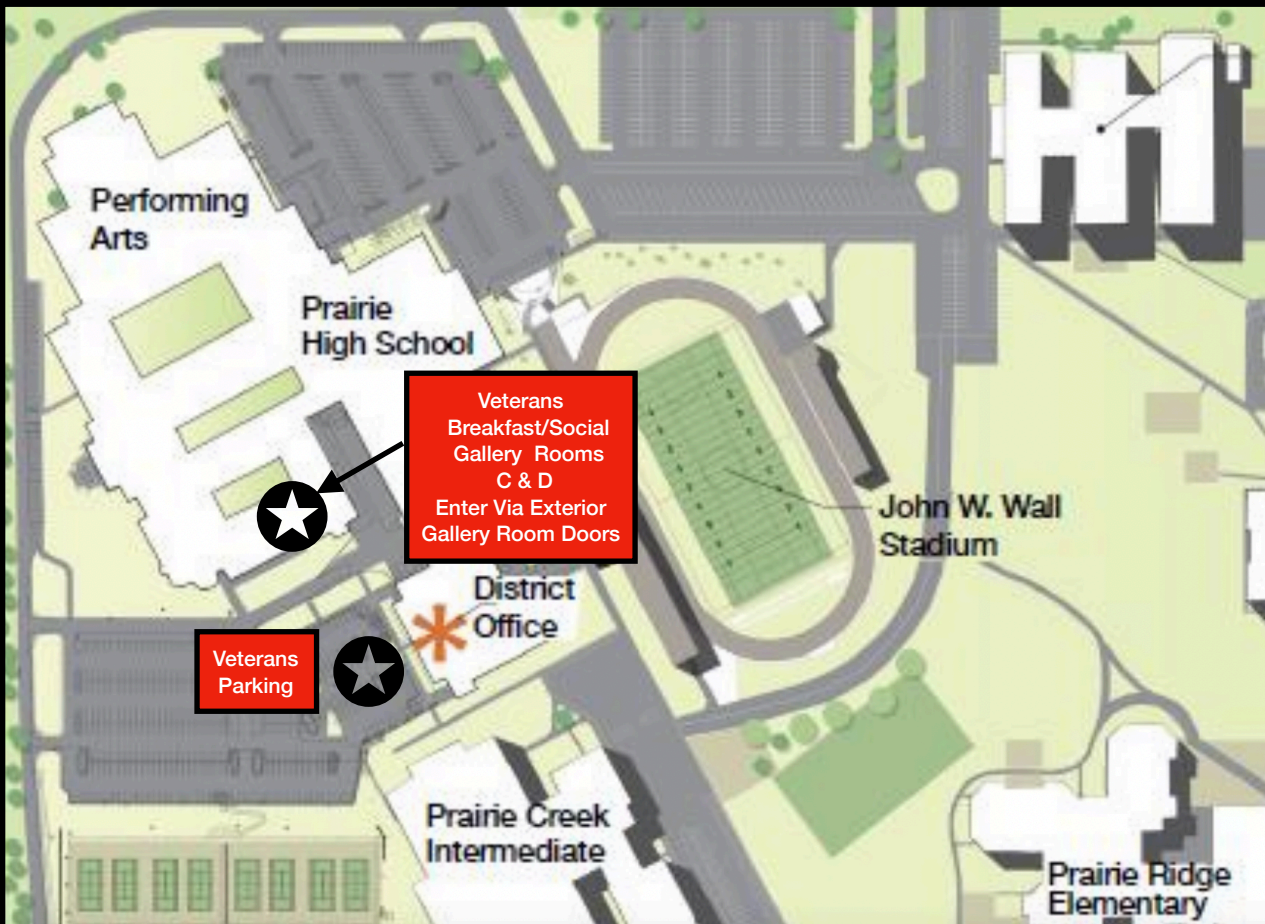 Performing
Arts
Prairie
High School
Veterans
Breakfast/Social
Gallery Rooms
C & D
Enter Via Exterior
Gallery Room Doors
John W. Wall
Stadium
District
Office
Veterans
Parking
Prairie Creek
Intermediate
Prairie Ridge
Elementary